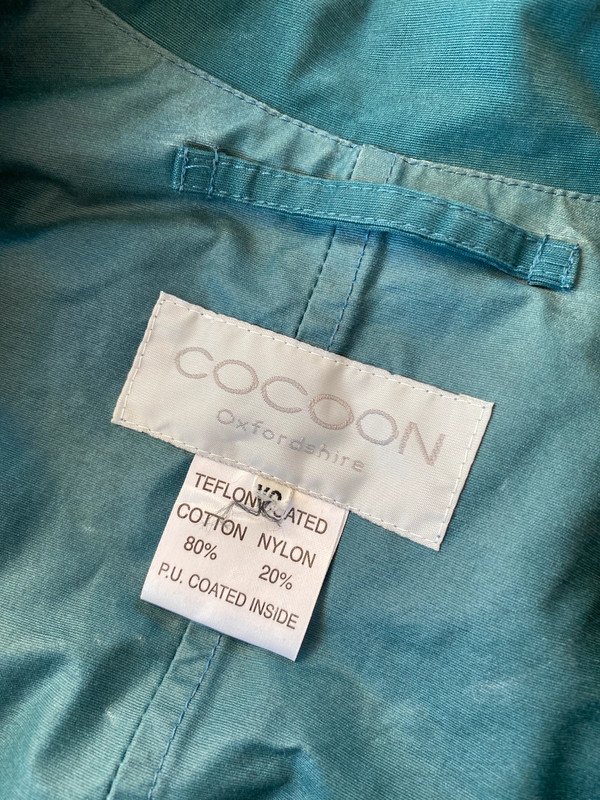 COCOON
Oxfordshire
TEFLON COATED
COTTON NYLON
80% 20%
P.U. COATED INSIDE